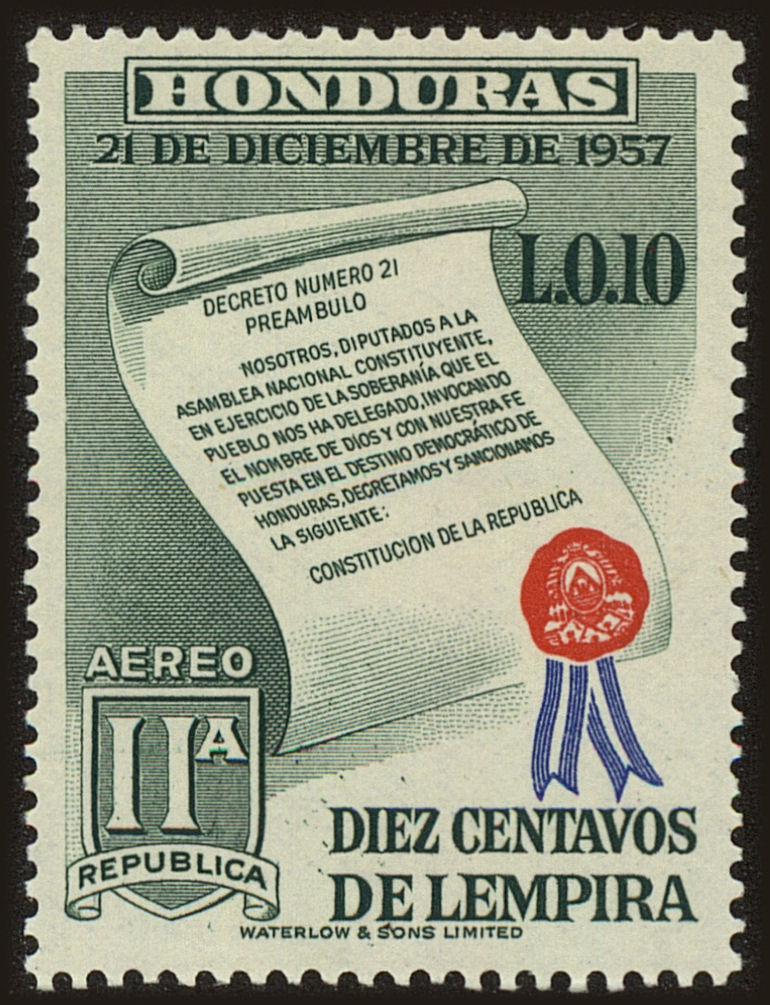 HONDURAS
21 DE DICIEMBRE DE 1957
L.0.10
DECRETO NUMERO 21
PREAMBULO
NOSOTROS, DIPUTADOS A LA
ASAMBLEA NACIONAL CONSTITUYENTE,
EN EJERCICIO DE LA SOBERANÍA QUE EL
PUEBLO NOS HA DELEGADO, INVOCANDO
EL NOMBRE DE DIOS Y CON NUESTRA FE
PUESTA EN EL DESTINO DEMOCRÁTICO DE
HONDURAS, DECRETAMOS Y SANCIONAMOS
LA SIGUIENTE:
CONSTITUCION DE LA REPUBLICA
AEREO
IIA
REPUBLICA
DIEZ CENTAVOS
DE LEMPIRA
WATERLOW & SONS LIMITED